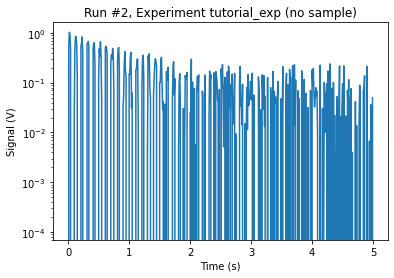 Run #2, Experiment tutorial_exp (no sample)
Signal (V)
10⁰
10⁻¹
10⁻²
10⁻³
10⁻⁴
0 1 2 3 4 5
Time (s)